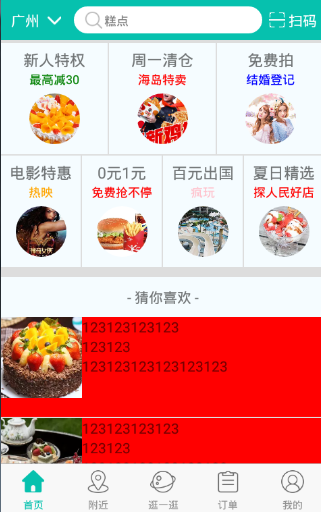 广州 糕点 扫码
新人特权 周一清仓 免费拍
最高减30 海岛特卖 结婚登记
电影特惠 0元1元 百元出国 夏日精选
热映 免费抢不停 疯玩 探人民好店
- 猜你喜欢 -
123123123123
123123
123123123123123123
123123123123
123123
首页 附近 逛一逛 订单 我的